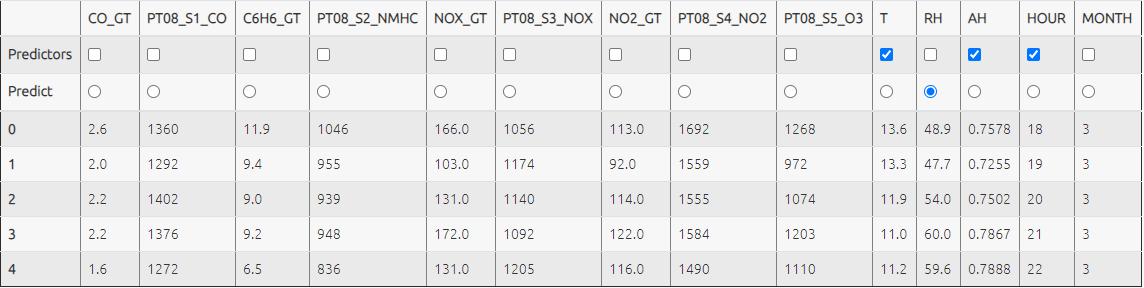 CO_GT PT08_S1_CO C6H6_GT PT08_S2_NMHC NOX_GT PT08_S3_NOX NO2_GT PT08_S4_NO2 PT08_S5_O3 T RH AH HOUR MONTH
Predictors
Predict
0 2.6 1360 11.9 1046 166.0 1056 113.0 1692 1268 13.6 48.9 0.7578 18 3
1 2.0 1292 9.4 955 103.0 1174 92.0 1559 972 13.3 47.7 0.7255 19 3
2 2.2 1402 9.0 939 131.0 1140 114.0 1555 1074 11.9 54.0 0.7502 20 3
3 2.2 1376 9.2 948 172.0 1092 122.0 1584 1203 11.0 60.0 0.7867 21 3
4 1.6 1272 6.5 836 131.0 1205 116.0 1490 1110 11.2 59.6 0.7888 22 3